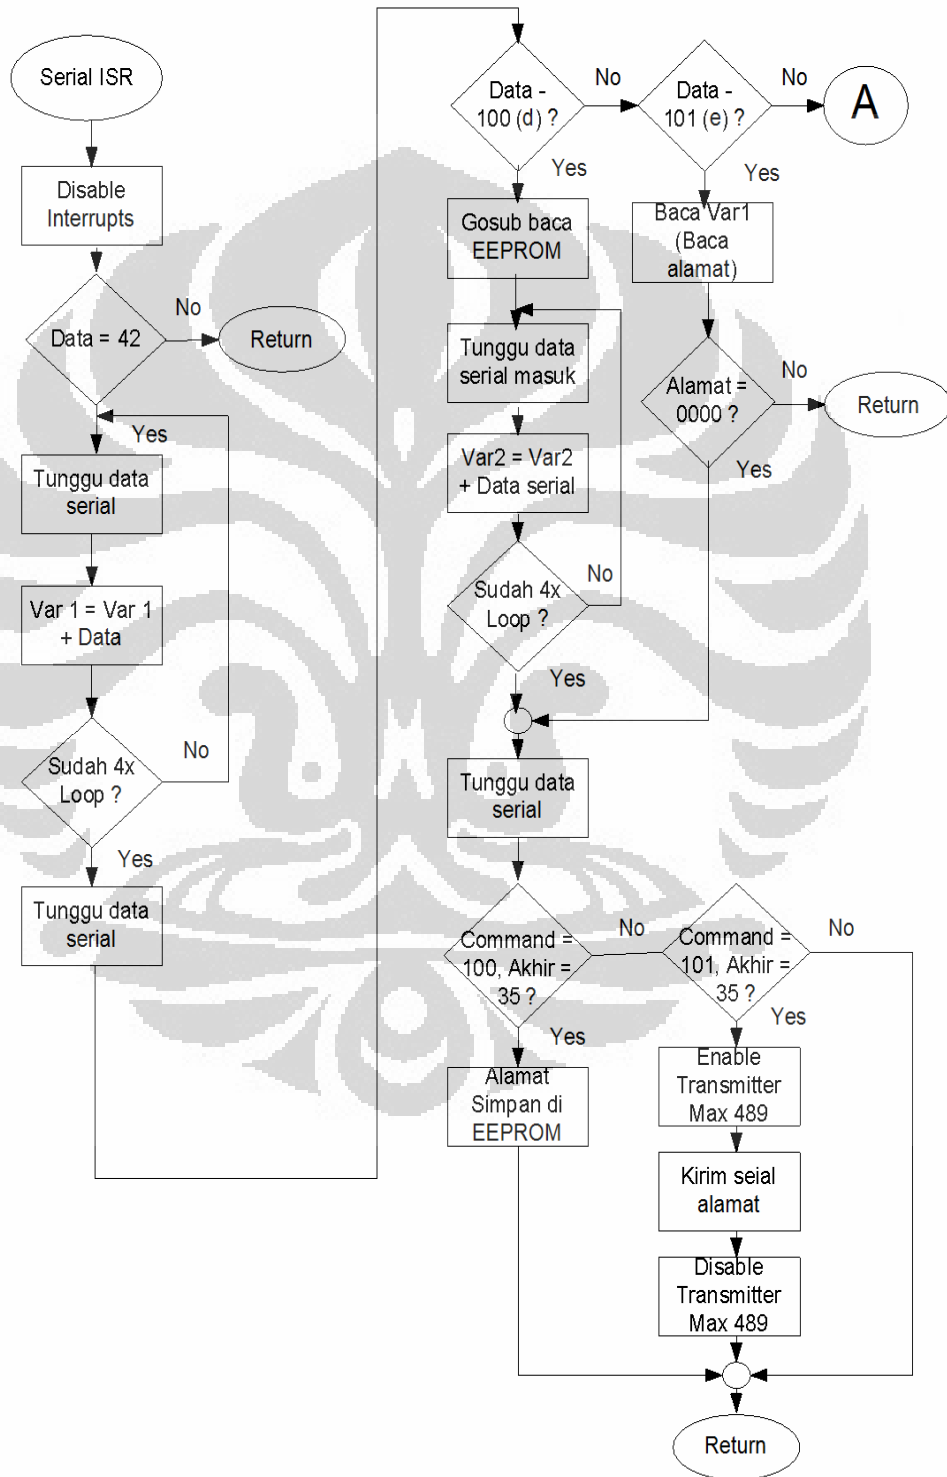 Serial ISR
Disable
Interrupts
Data = 42
No
Return
Yes
Tunggu data
serial
Var 1 = Var 1
+ Data
Sudah 4x
Loop ?
No
Yes
Tunggu data
serial
Data -
100 (d) ?
No
Data -
101 (e) ?
No
A
Yes
Yes
Gosub baca
EEPROM
Baca Var1
(Baca
alamat)
Tunggu data
serial masuk
Alamat =
0000 ?
No
Return
Yes
Var2 = Var2
+ Data serial
Sudah 4x
Loop ?
No
Yes
Tunggu data
serial
Command =
100, Akhir =
35 ?
No
Command =
101, Akhir =
35 ?
No
Yes
Yes
Alamat
Simpan di
EEPROM
Enable
Transmitter
Max 489
Kirim seial
alamat
Disable
Transmitter
Max 489
Return